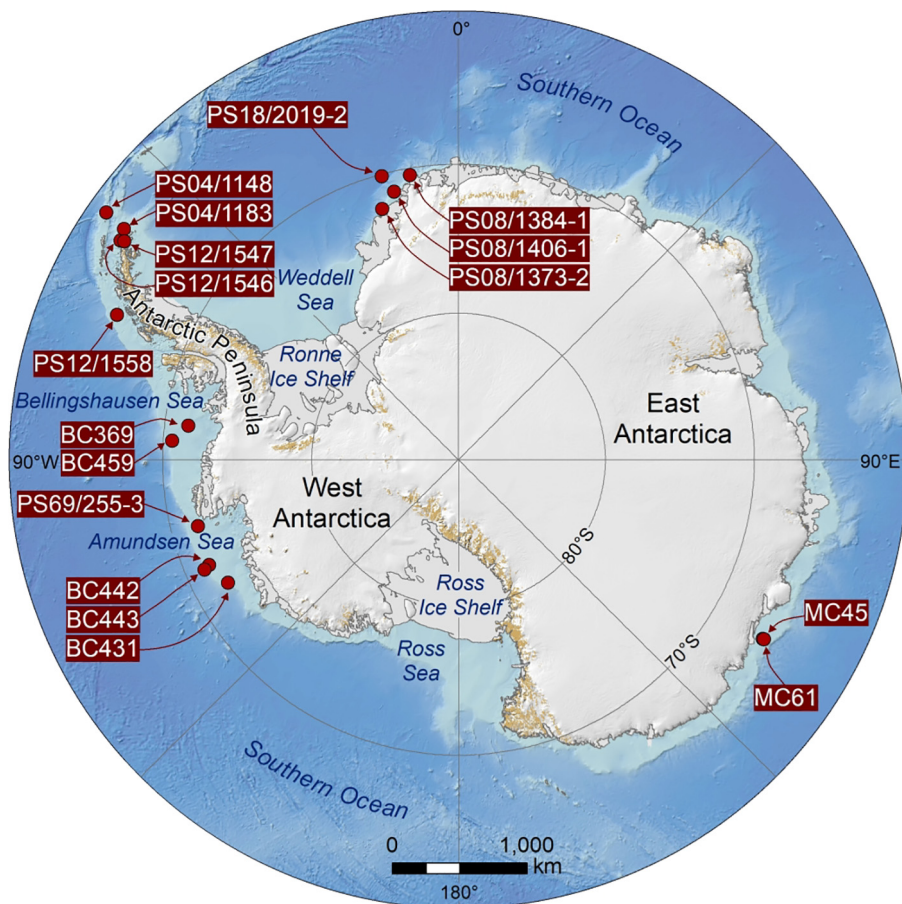 0°
Southern Ocean
PS18/2019-2
PS04/1148
PS04/1183
PS12/1547
PS12/1546
PS08/1384-1
PS08/1406-1
PS08/1373-2
Weddell
Sea
Antarctic Peninsula
PS12/1558
Ronne
Ice Shelf
Bellingshausen Sea
East
Antarctica
BC369
BC459
90°W
90°E
West
Antarctica
PS69/255-3
Amundsen Sea
80°S
BC442
BC443
BC431
Ross
Ice Shelf
Ross
Sea
70°S
MC45
MC61
Southern Ocean
0
1,000
km
180°